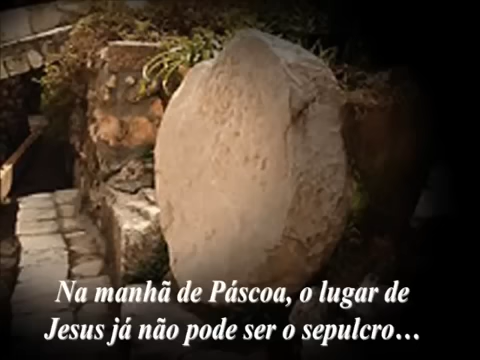 Na manhã de Páscoa, o lugar de
Jesus já não pode ser o sepulcro…